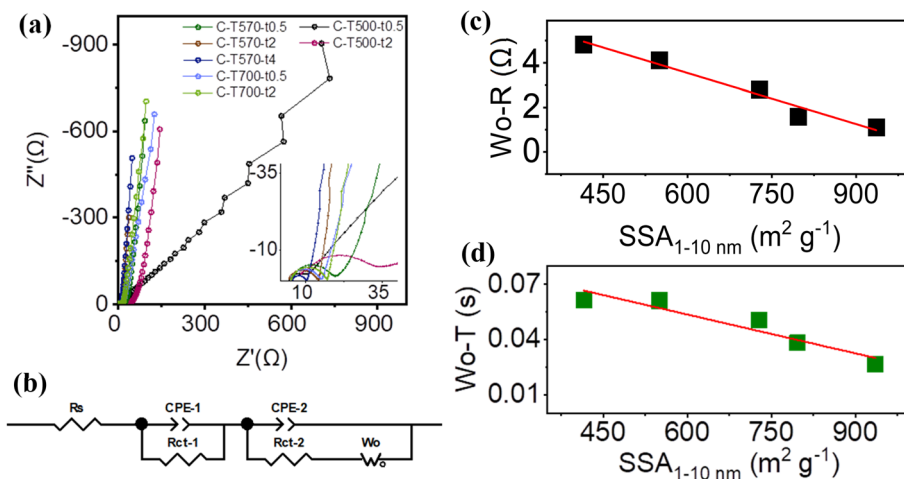 (a)
C-T570-t0.5
C-T570-t2
C-T570-t4
C-T700-t0.5
C-T700-t2
C-T500-t0.5
C-T500-t2
-900
-600
-300
0
Z''(Ω)
0 300 600 900
Z'(Ω)
-35
-10
10 35
(b)
Rs CPE-1 CPE-2
Rct-1 Rct-2 Wo
(c)
4
2
0
Wo-R (Ω)
450 600 750 900
SSA1-10 nm (m² g⁻¹)
(d)
0.07
0.04
0.01
Wo-T (s)
450 600 750 900
SSA1-10 nm (m² g⁻¹)